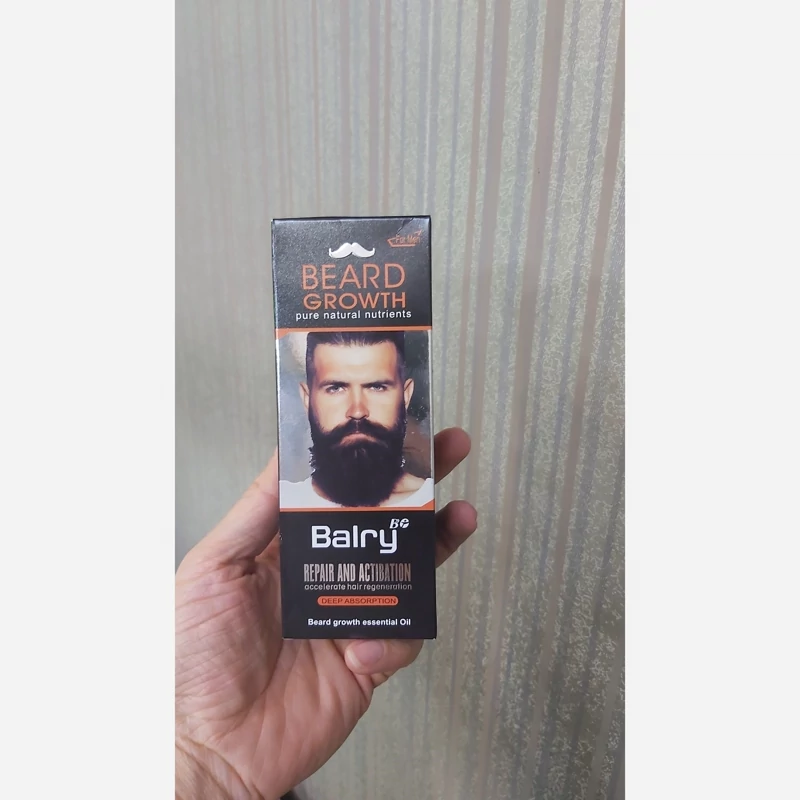 For Men
BEARD
GROWTH
pure natural nutrients
Balry BG
REPAIR AND ACTIBATION
accelerate hair regeneration
DEEP ABSORPTION
Beard growth essential Oil